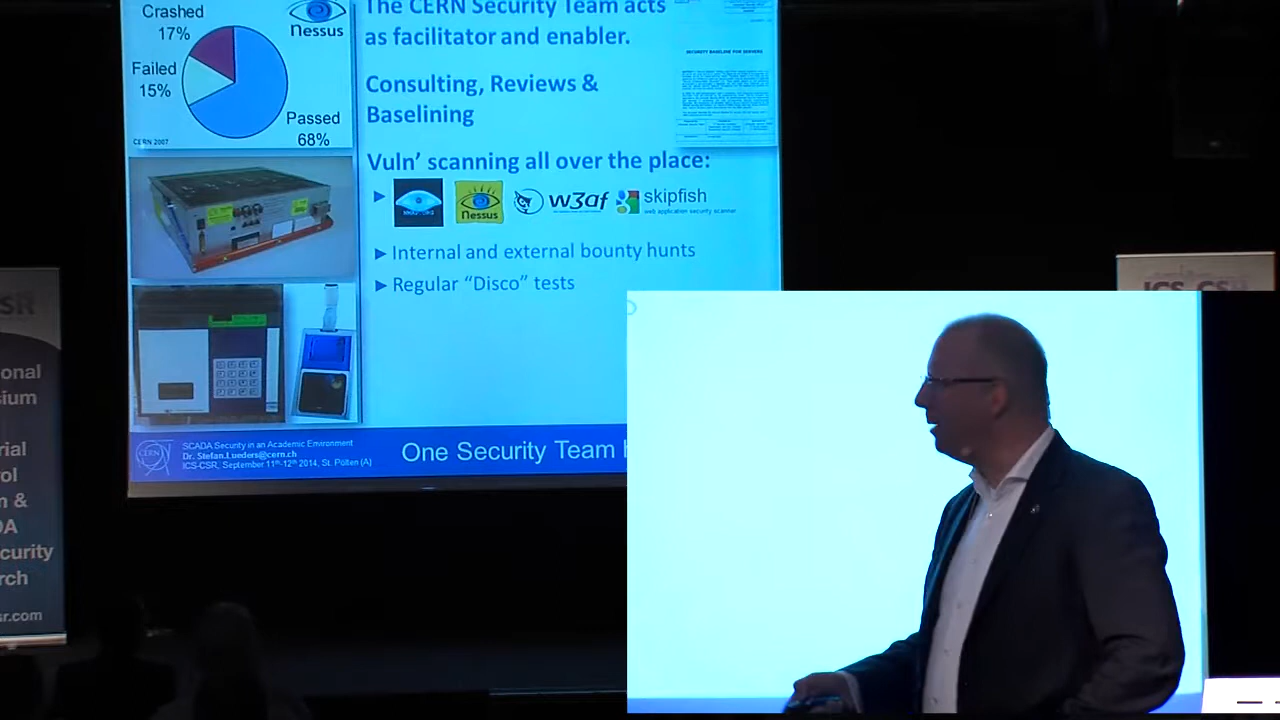 Crashed
17%
Failed
15%
Passed
68%
CERN 2007
Nessus
The CERN Security Team acts
as facilitator and enabler.
Consulting, Reviews &
Baselining
SECURITY BASELINE FOR SERVERS
Vuln’ scanning all over the place:
Nessus
w3af
skipfish
web application security scanner
► Internal and external bounty hunts
► Regular “Disco” tests
CERN
SCADA Security in an Academic Environment
Dr. Stefan.Lueders@cern.ch
ICS-CSR, September 11th-12th 2014, St. Polten (A)
One Security Team
SR
onal
sium
rial
ol
n &
DA
curity
rch
sr.com
ICS-CSR